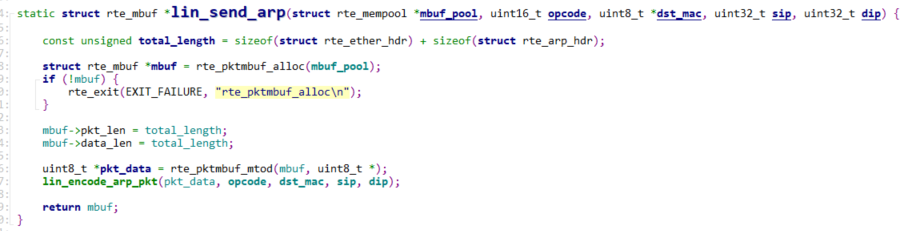 static struct rte_mbuf *lin_send_arp(struct rte_mempool *mbuf_pool, uint16_t opcode, uint8_t *dst_mac, uint32_t sip, uint32_t dip) {
const unsigned total_length = sizeof(struct rte_ether_hdr) + sizeof(struct rte_arp_hdr);
struct rte_mbuf *mbuf = rte_pktmbuf_alloc(mbuf_pool);
if (!mbuf) {
rte_exit(EXIT_FAILURE, "rte_pktmbuf_alloc\n");
}
mbuf->pkt_len = total_length;
mbuf->data_len = total_length;
uint8_t *pkt_data = rte_pktmbuf_mtod(mbuf, uint8_t *);
lin_encode_arp_pkt(pkt_data, opcode, dst_mac, sip, dip);
return mbuf;
}